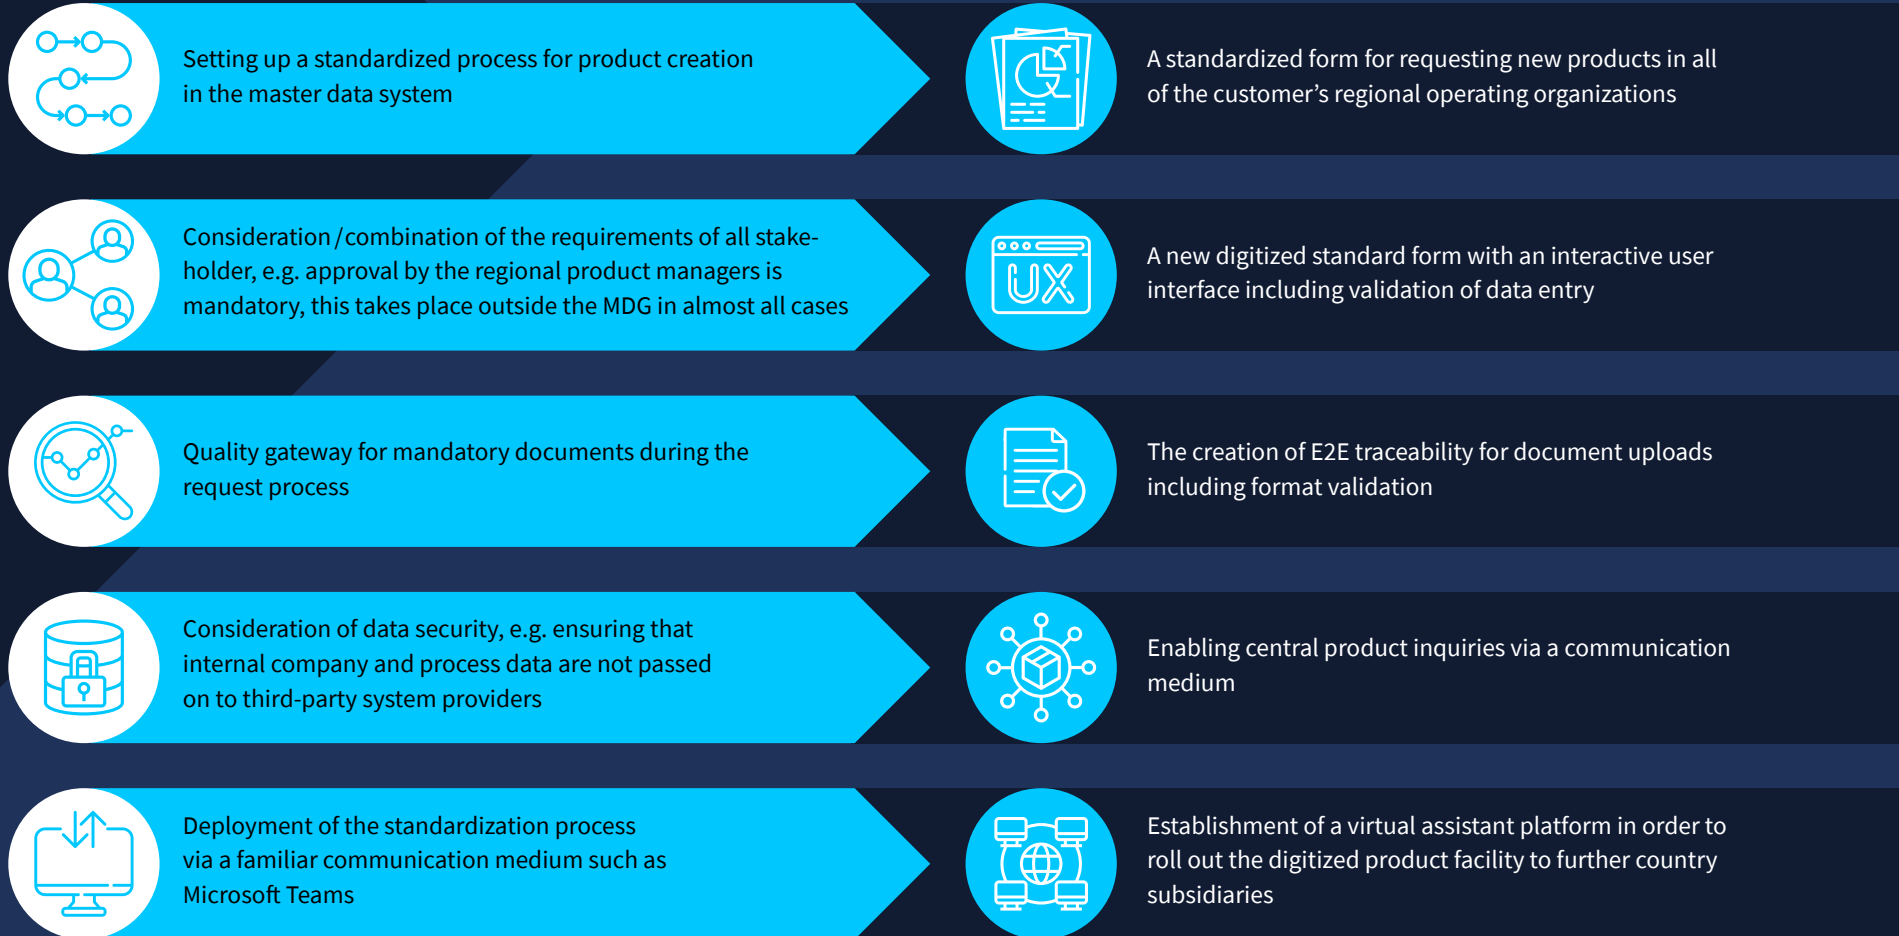 Setting up a standardized process for product creation
in the master data system
A standardized form for requesting new products in all
of the customer’s regional operating organizations
Consideration/combination of the requirements of all stake-
holder, e.g. approval by the regional product managers is
mandatory, this takes place outside the MDG in almost all cases
UX
A new digitized standard form with an interactive user
interface including validation of data entry
Quality gateway for mandatory documents during the
request process
The creation of E2E traceability for document uploads
including format validation
Consideration of data security, e.g. ensuring that
internal company and process data are not passed
on to third-party system providers
Enabling central product inquiries via a communication
medium
Deployment of the standardization process
via a familiar communication medium such as
Microsoft Teams
Establishment of a virtual assistant platform in order to
roll out the digitized product facility to further country
subsidiaries